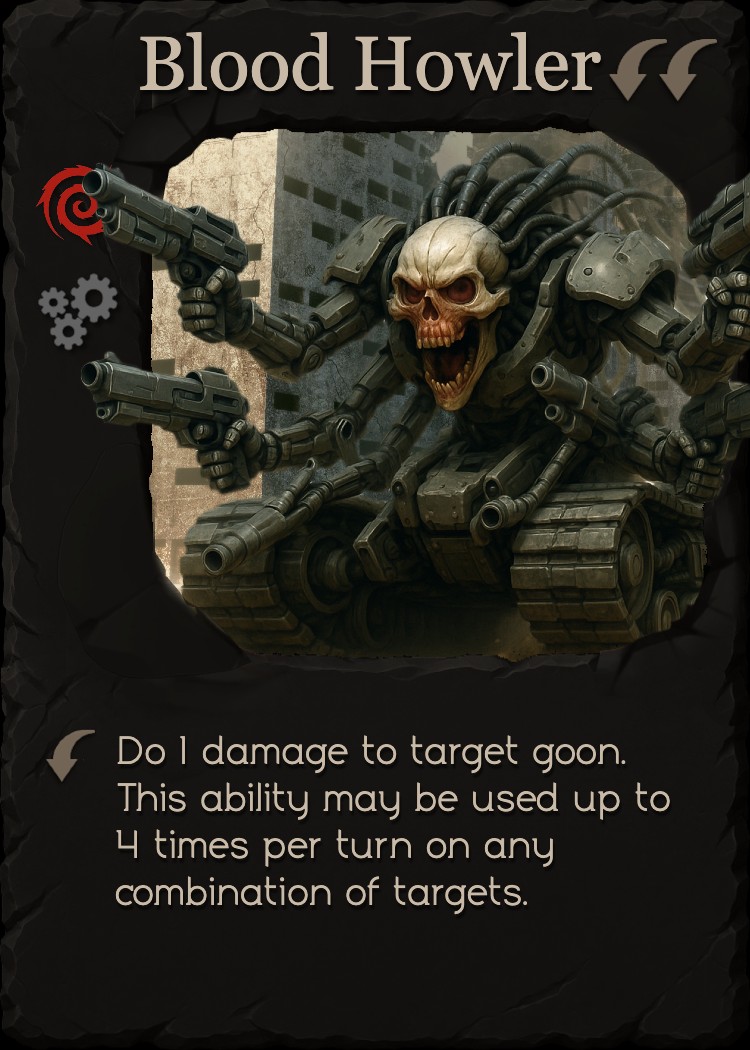 Blood Howler
Do 1 damage to target goon.
This ability may be used up to
4 times per turn on any
combination of targets.